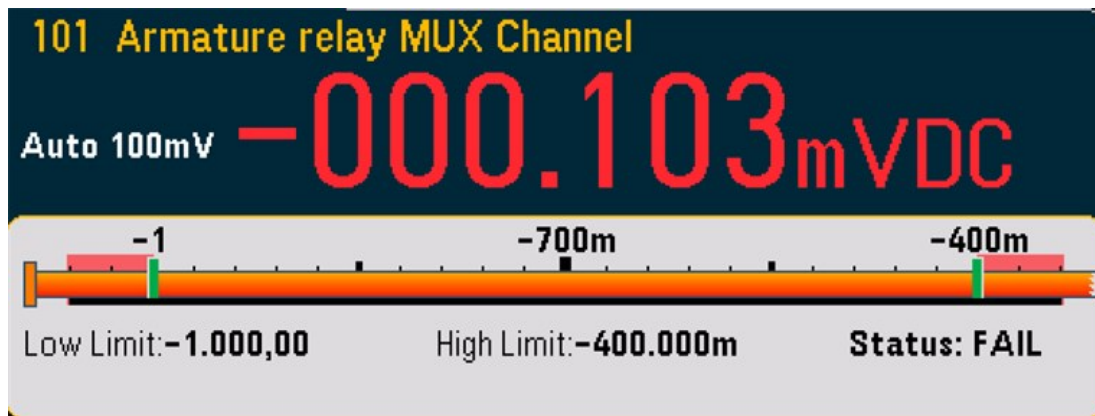 101 Armature relay MUX Channel
Auto 100mV -000.103mVDC
-1 -700m -400m
Low Limit:-1.000,00 High Limit:-400.000m Status: FAIL